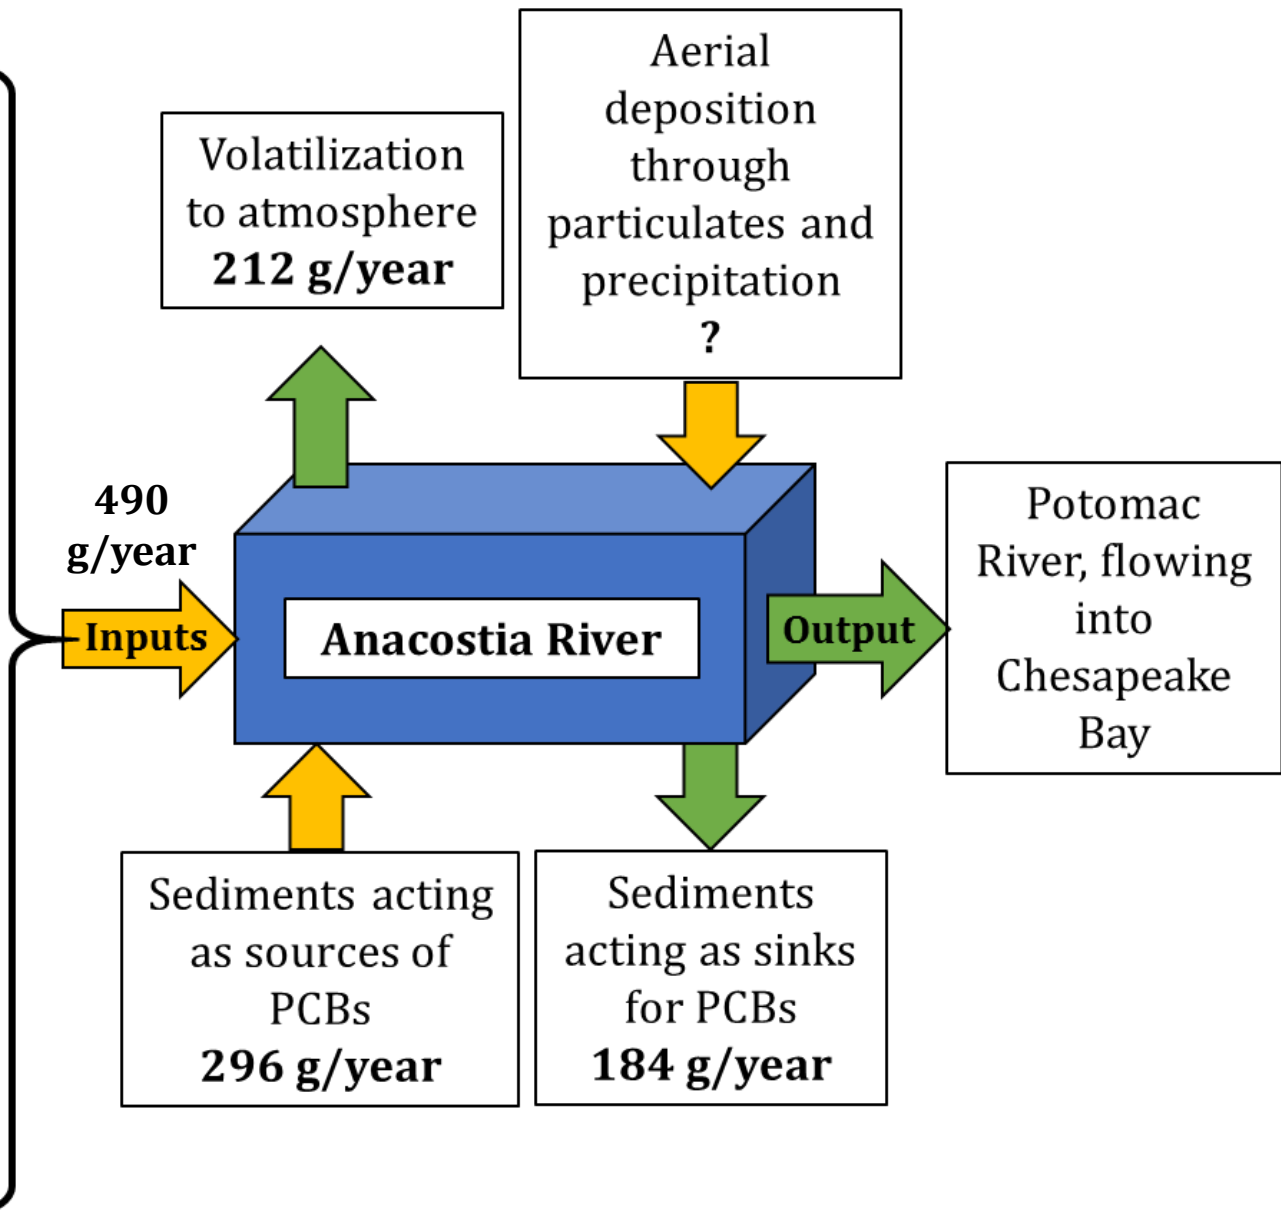 Aerial
deposition
through
particulates and
precipitation
?
Volatilization
to atmosphere
212 g/year
490
g/year
Inputs
Anacostia River
Output
Potomac
River, flowing
into
Chesapeake
Bay
Sediments acting
as sources of
PCBs
296 g/year
Sediments
acting as sinks
for PCBs
184 g/year